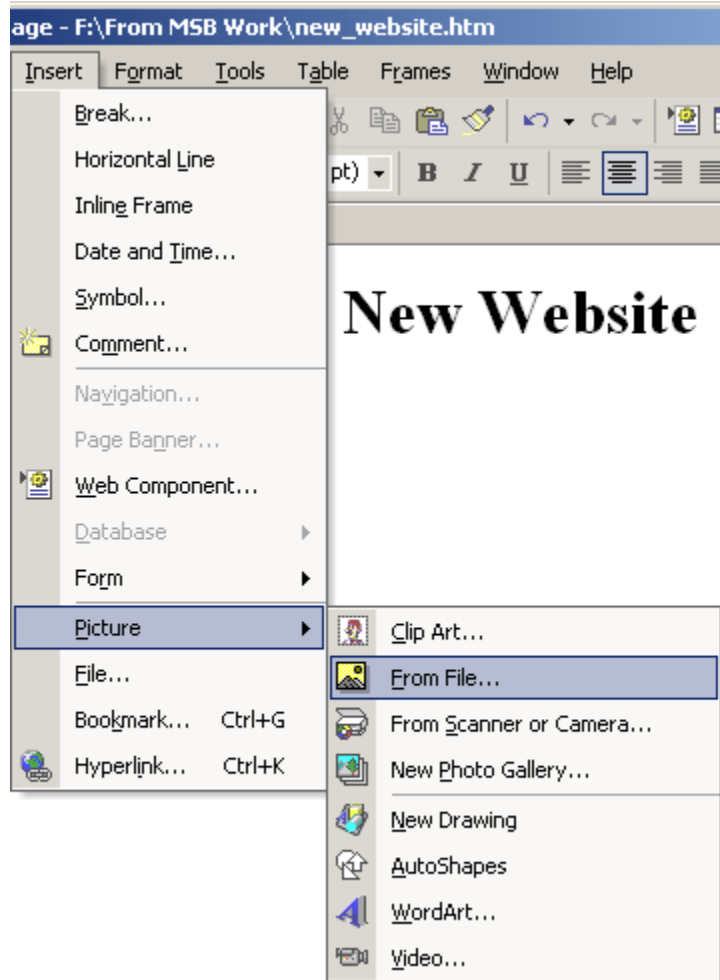 age - F:\From MSB Work\new_website.htm
Insert Format Tools Table Frames Window Help
pt) B I U
New Website
Break...
Horizontal Line
Inline Frame
Date and Time...
Symbol...
Comment...
Navigation...
Page Banner...
Web Component...
Database
Form
Picture
File...
Bookmark... Ctrl+G
Hyperlink... Ctrl+K
Clip Art...
From File...
From Scanner or Camera...
New Photo Gallery...
New Drawing
AutoShapes
WordArt...
Video...